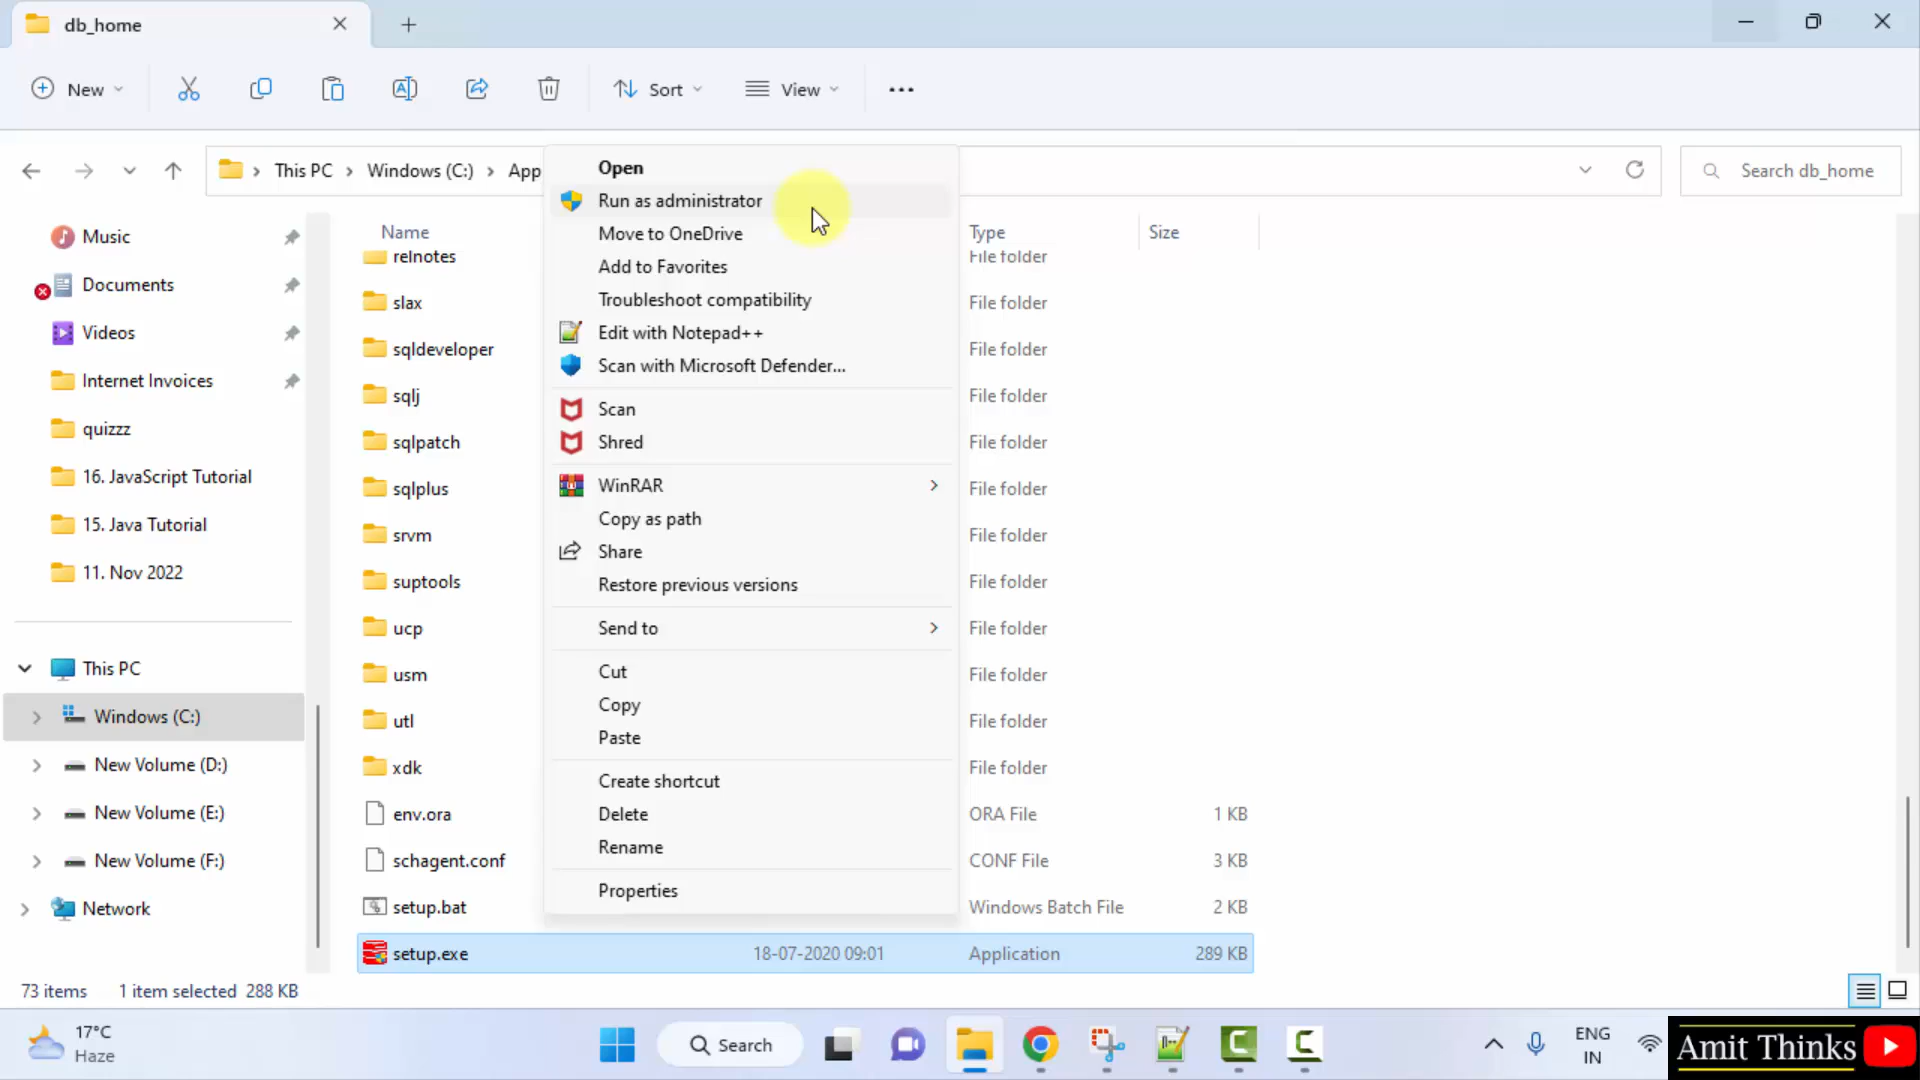 db_home
New
Sort
View
This PC
Windows (C:)
App
Search db_home
Music
Documents
Videos
Internet Invoices
quizzz
16. JavaScript Tutorial
15. Java Tutorial
11. Nov 2022
This PC
Windows (C:)
New Volume (D:)
New Volume (E:)
New Volume (F:)
Network
Name
Type
Size
relnotes
File folder
slax
File folder
sqldeveloper
File folder
sqlj
File folder
sqlpatch
File folder
sqlplus
File folder
srvm
File folder
suptools
File folder
ucp
File folder
usm
File folder
utl
File folder
xdk
File folder
env.ora
ORA File
1 KB
schagent.conf
CONF File
3 KB
setup.bat
Windows Batch File
2 KB
setup.exe
18-07-2020 09:01
Application
289 KB
Open
Run as administrator
Move to OneDrive
Add to Favorites
Troubleshoot compatibility
Edit with Notepad++
Scan with Microsoft Defender...
Scan
Shred
WinRAR
Copy as path
Share
Restore previous versions
Send to
Cut
Copy
Paste
Create shortcut
Delete
Rename
Properties
73 items
1 item selected 288 KB
17°C
Haze
Search
ENG
IN
Amit Thinks